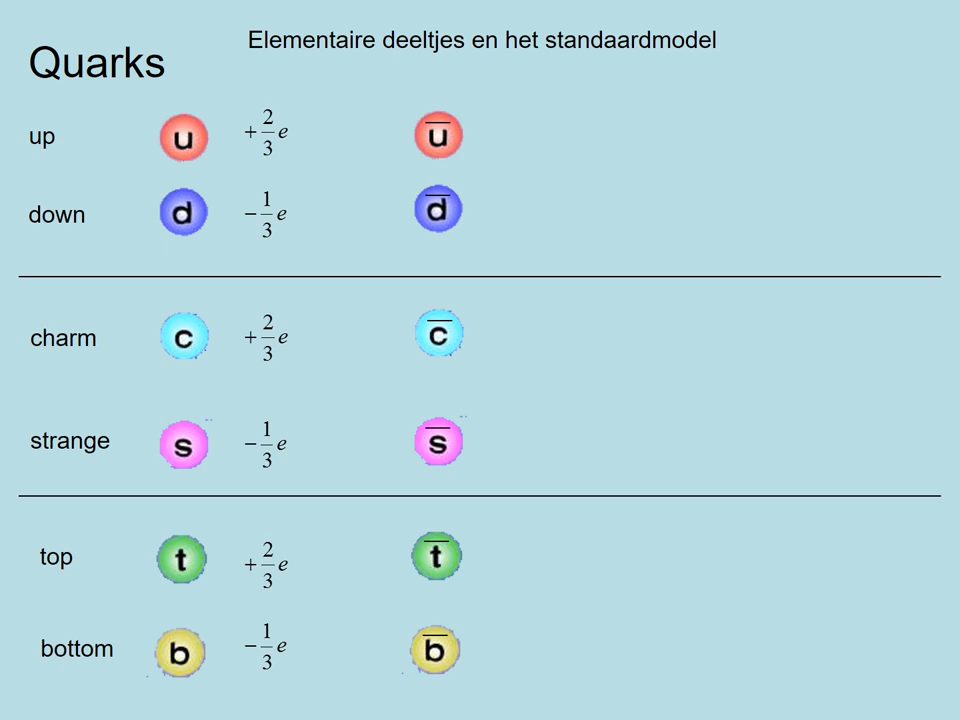 Elementaire deeltjes en het standaardmodel
Quarks
up u +2/3 e u̅
down d −1/3 e d̅
charm c +2/3 e c̅
strange s −1/3 e s̅
top t +2/3 e t̅
bottom b −1/3 e b̅